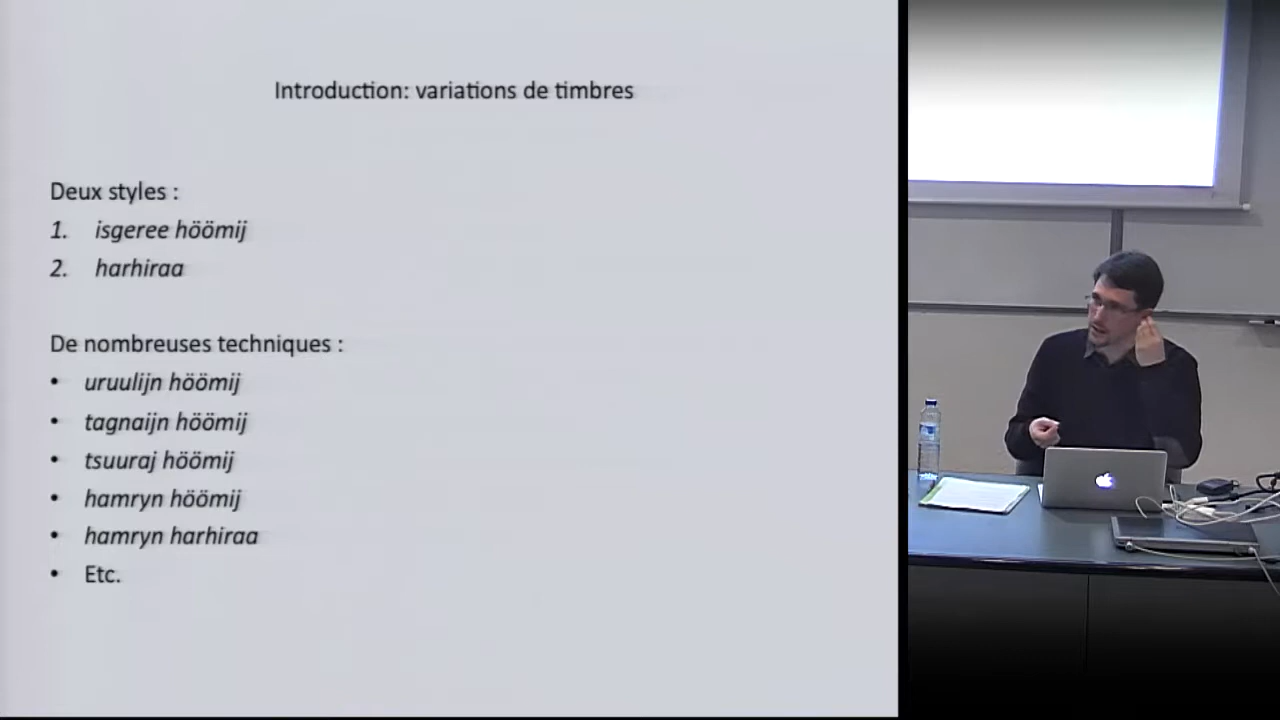 Introduction: variations de timbres
Deux styles :
1. isgeree höömij
2. harhiraa
De nombreuses techniques :
• uruulijn höömij
• tagnaijn höömij
• tsuuraj höömij
• hamryn höömij
• hamryn harhiraa
• Etc.